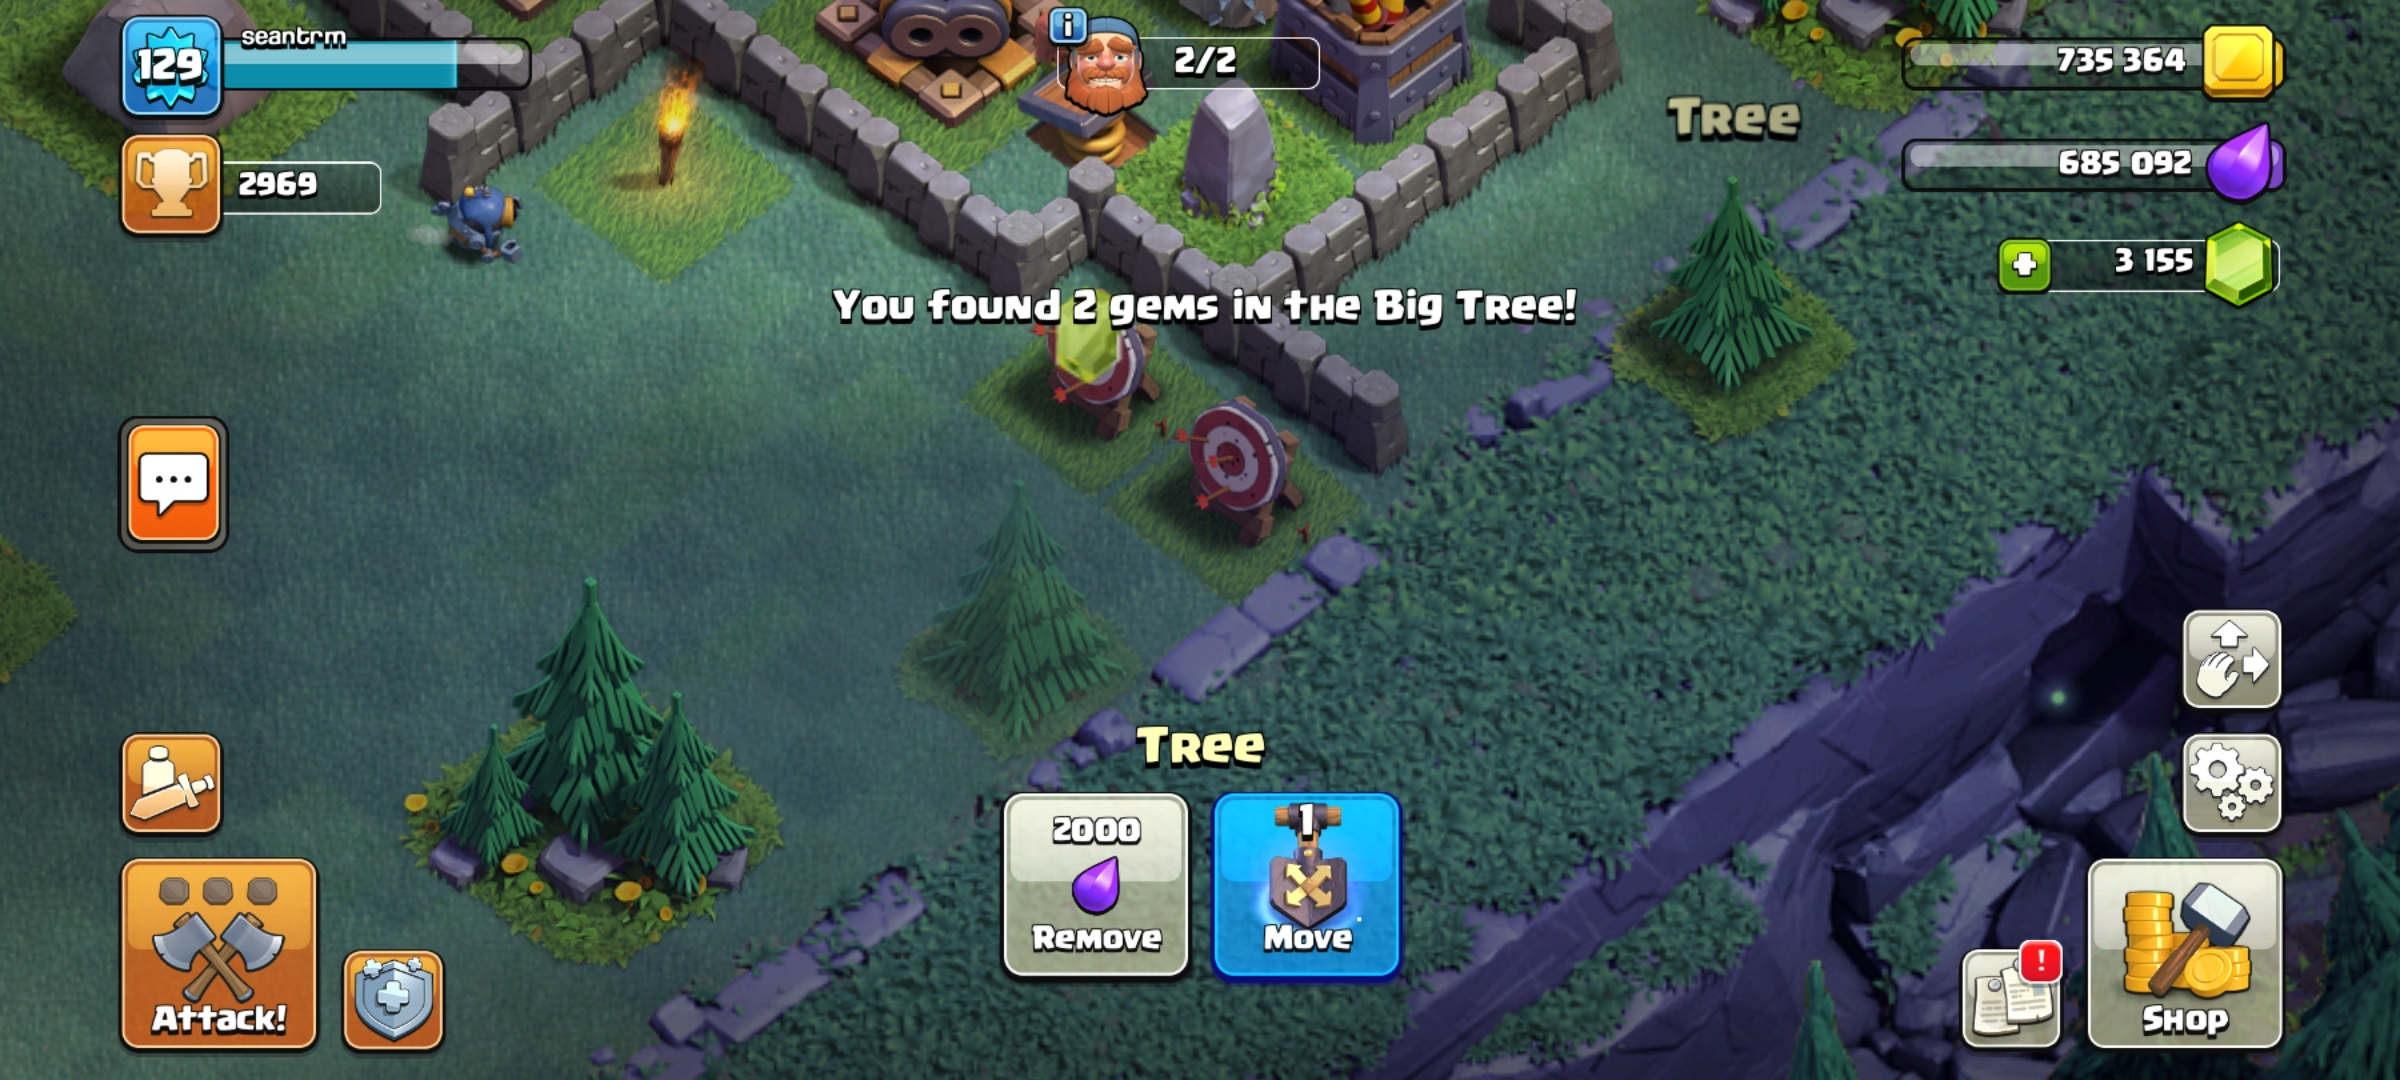 129
seantrm
2969
i
2/2
735 364
685 092
3 155
Tree
You found 2 gems in the Big Tree!
Tree
2000
Remove
1
Move
Attack!
!
Shop